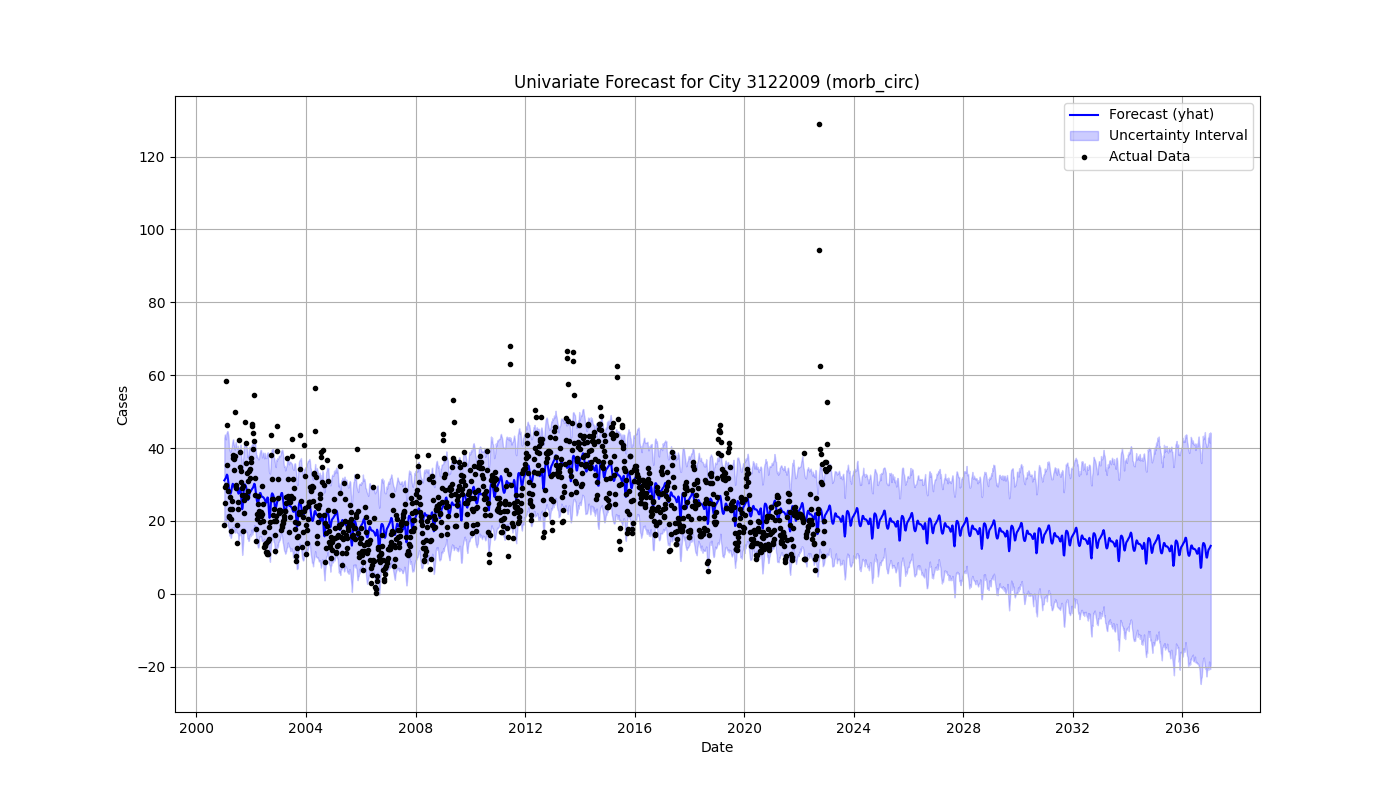 Univariate Forecast for City 3122009 (morb_circ)
Forecast (yhat)
Uncertainty Interval
Actual Data
Cases
120
100
80
60
40
20
0
−20
2000 2004 2008 2012 2016 2020 2024 2028 2032 2036
Date